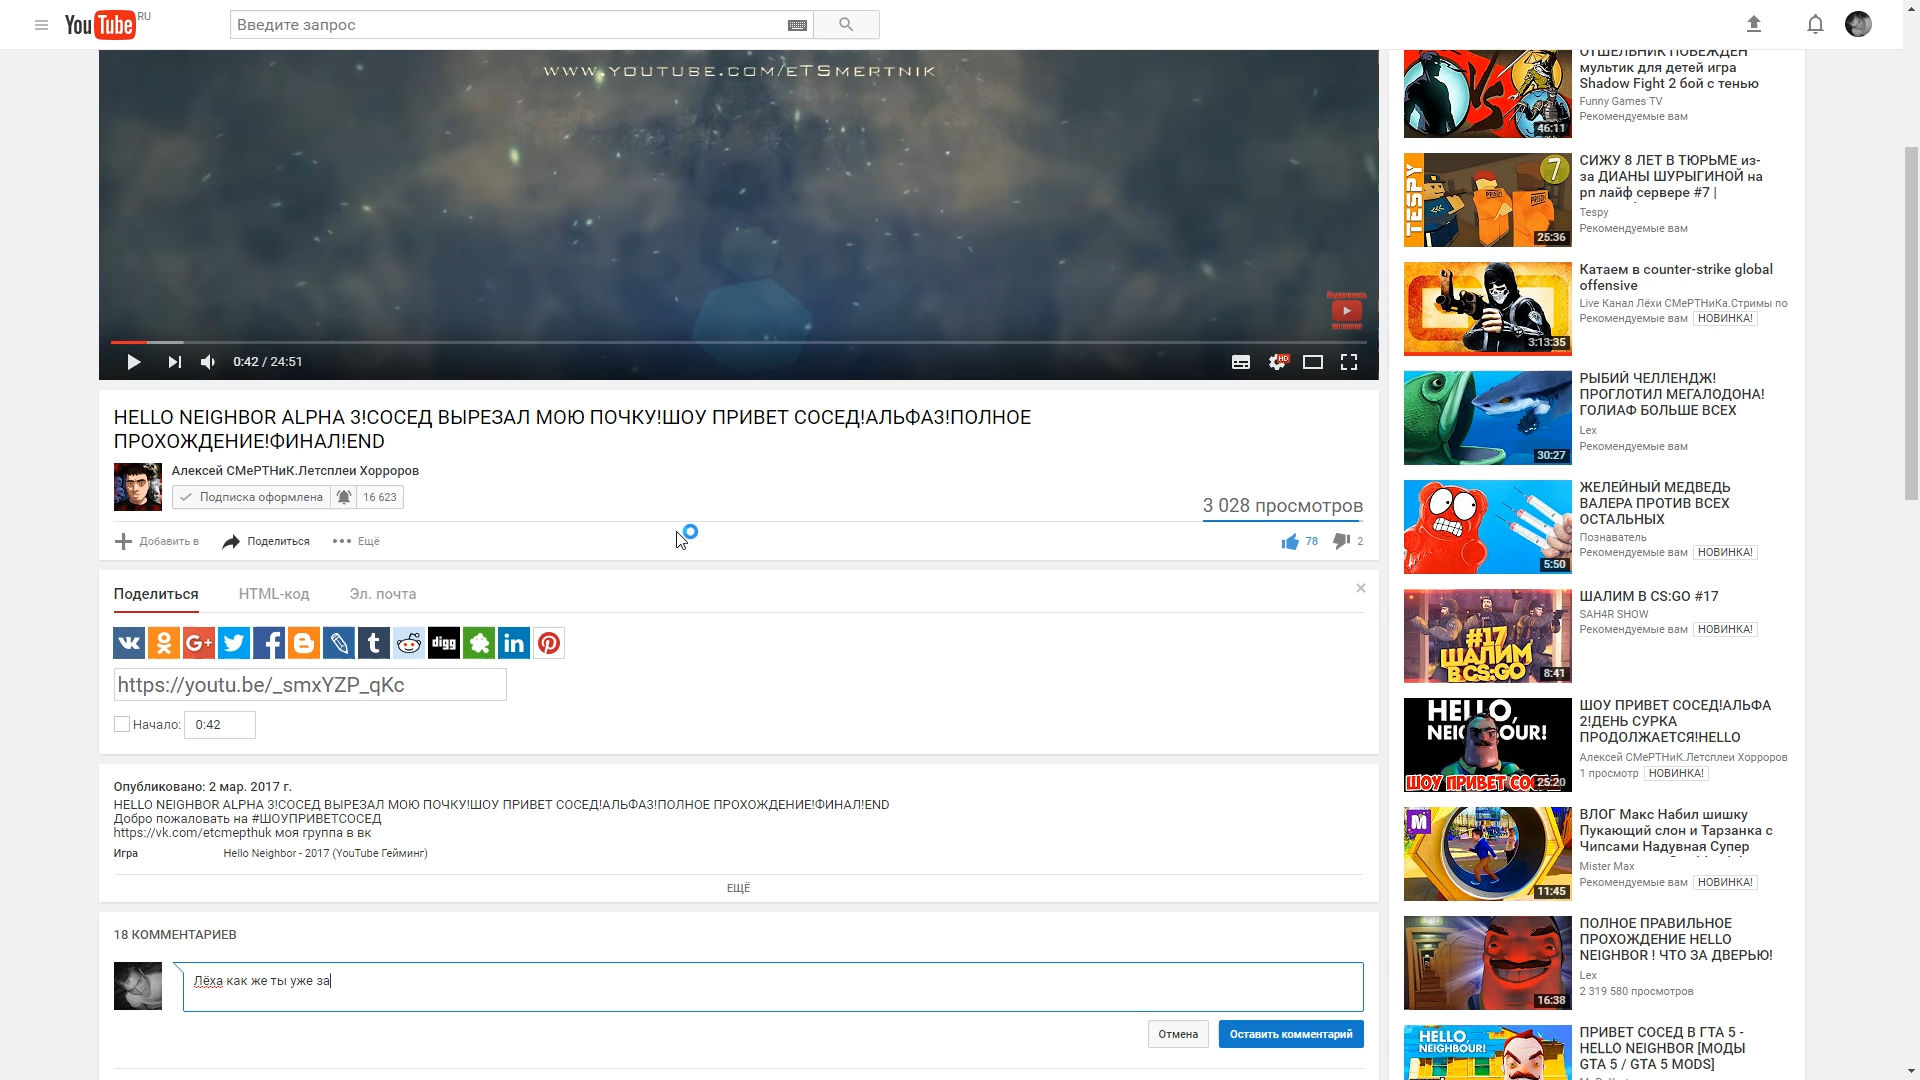 YouTube RU
Введите запрос
WWW.YOUTUBE.COM/ETSMERTNIK
0:42 / 24:51
HD
HELLO NEIGHBOR ALPHA 3!СОСЕД ВЫРЕЗАЛ МОЮ ПОЧКУ!ШОУ ПРИВЕТ СОСЕД!АЛЬФА3!ПОЛНОЕ
ПРОХОЖДЕНИЕ!ФИНАЛ!END
Алексей СМеРТНиК.Летсплеи Хорроров
Подписка оформлена
16 623
3 028 просмотров
Добавить в
Поделиться
Ещё
78
2
Поделиться
HTML-код
Эл. почта
digg
https://youtu.be/_smxYZP_qKc
Начало: 0:42
Опубликовано: 2 мар. 2017 г.
HELLO NEIGHBOR ALPHA 3!СОСЕД ВЫРЕЗАЛ МОЮ ПОЧКУ!ШОУ ПРИВЕТ СОСЕД!АЛЬФА3!ПОЛНОЕ ПРОХОЖДЕНИЕ!ФИНАЛ!END
Добро пожаловать на #ШОУПРИВЕТСОСЕД
https://vk.com/etcmepthuk моя группа в вк
Игра
Hello Neighbor - 2017 (YouTube Гейминг)
ЕЩЁ
18 КОММЕНТАРИЕВ
Лёха как же ты уже за
Отмена
Оставить комментарий
VS
46:11
ОТШЕЛЬНИК ПОБЕЖДЕН
мультик для детей игра
Shadow Fight 2 бой с тенью
Funny Games TV
Рекомендуемые вам
TESPY
7
25:36
СИЖУ 8 ЛЕТ В ТЮРЬМЕ из-
за ДИАНЫ ШУРЫГИНОЙ на
рп лайф сервере #7 |
Tespy
Рекомендуемые вам
3:13:35
Катаем в counter-strike global
offensive
Live Канал Лёхи СМеРТНиКа.Стримы по
Рекомендуемые вам
НОВИНКА!
30:27
РЫБИЙ ЧЕЛЛЕНДЖ!
ПРОГЛОТИЛ МЕГАЛОДОНА!
ГОЛИАФ БОЛЬШЕ ВСЕХ
Lex
Рекомендуемые вам
5:50
ЖЕЛЕЙНЫЙ МЕДВЕДЬ
ВАЛЕРА ПРОТИВ ВСЕХ
ОСТАЛЬНЫХ
Познаватель
Рекомендуемые вам
НОВИНКА!
#17
ШАЛИМ
В CS:GO
8:41
ШАЛИМ В CS:GO #17
SAH4R SHOW
Рекомендуемые вам
НОВИНКА!
HELLO,
ШОУ ПРИВЕТ
25:20
ШОУ ПРИВЕТ СОСЕД!АЛЬФА
2!ДЕНЬ СУРКА
ПРОДОЛЖАЕТСЯ!HELLO
Алексей СМеРТНиК.Летсплеи Хорроров
1 просмотр
НОВИНКА!
M
11:45
ВЛОГ Макс Набил шишку
Пукающий слон и Тарзанка с
Чипсами Надувная Супер
Mister Max
Рекомендуемые вам
НОВИНКА!
16:38
ПОЛНОЕ ПРАВИЛЬНОЕ
ПРОХОЖДЕНИЕ HELLO
NEIGHBOR ! ЧТО ЗА ДВЕРЬЮ!
Lex
2 319 580 просмотров
HELLO,
NEIGHBOUR!
ПРИВЕТ СОСЕД В ГТА 5 -
HELLO NEIGHBOR [МОДЫ
GTA 5 / GTA 5 MODS]